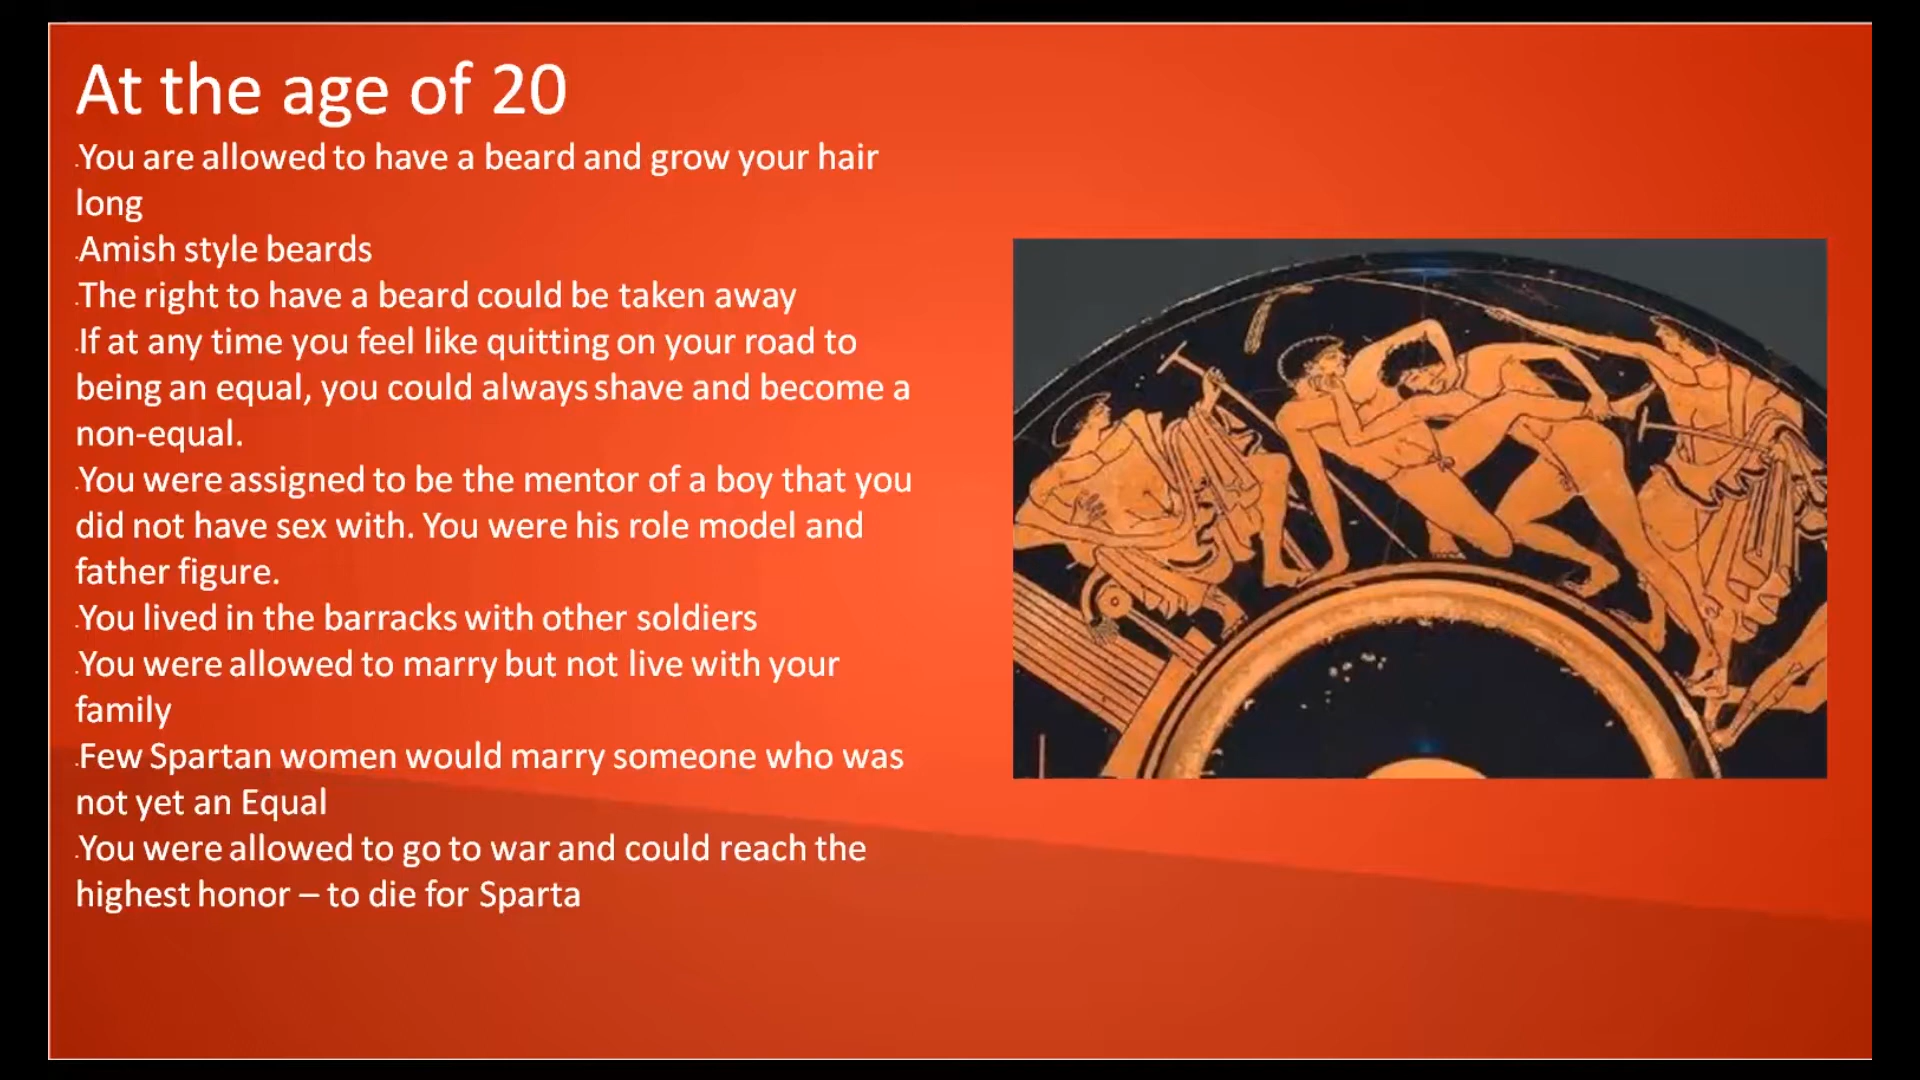 At the age of 20
.You are allowed to have a beard and grow your hair
long
.Amish style beards
.The right to have a beard could be taken away
.If at any time you feel like quitting on your road to
being an equal, you could always shave and become a
non-equal.
.You were assigned to be the mentor of a boy that you
did not have sex with. You were his role model and
father figure.
.You lived in the barracks with other soldiers
.You were allowed to marry but not live with your
family
.Few Spartan women would marry someone who was
not yet an Equal
.You were allowed to go to war and could reach the
highest honor – to die for Sparta